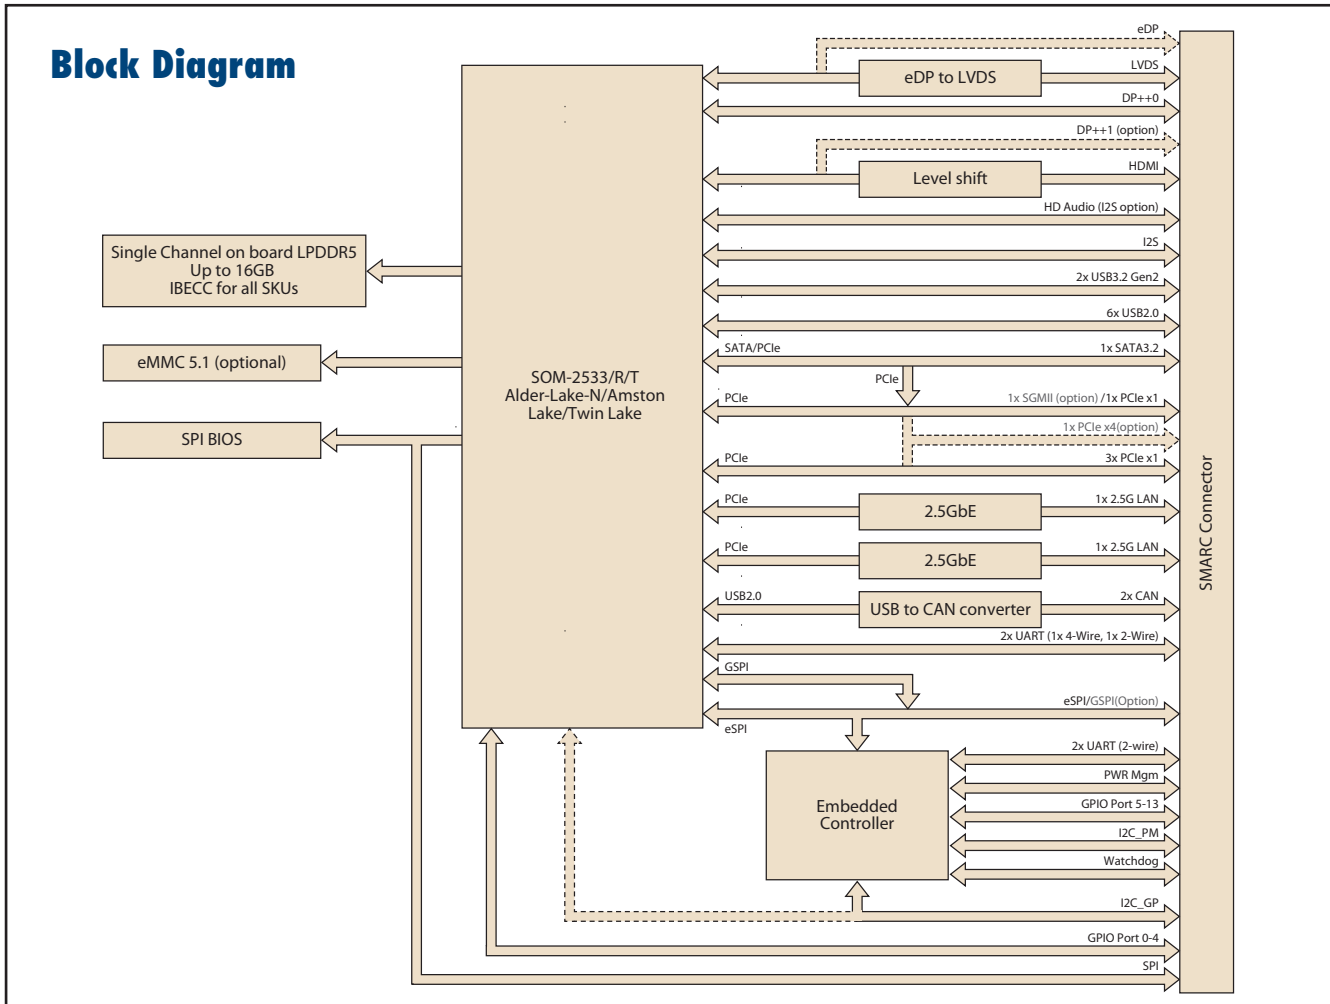 Block Diagram
eDP
LVDS
eDP to LVDS
DP++0
DP++1 (option)
HDMI
Level shift
HD Audio (I2S option)
I2S
2x USB3.2 Gen2
6x USB2.0
SATA/PCIe
1x SATA3.2
PCIe
PCIe
1x SGMII (option) /1x PCIe x1
1x PCIe x4(option)
PCIe
3x PCIe x1
PCIe
2.5GbE
1x 2.5G LAN
PCIe
2.5GbE
1x 2.5G LAN
USB2.0
USB to CAN converter
2x CAN
2x UART (1x 4-Wire, 1x 2-Wire)
GSPI
eSPI/GSPI(Option)
eSPI
Single Channel on board LPDDR5
Up to 16GB
IBECC for all SKUs
eMMC 5.1 (optional)
SPI BIOS
SOM-2533/R/T
Alder-Lake-N/Amston
Lake/Twin Lake
SMARC Connector
Embedded
Controller
2x UART (2-wire)
PWR Mgm
GPIO Port 5-13
I2C_PM
Watchdog
I2C_GP
GPIO Port 0-4
SPI